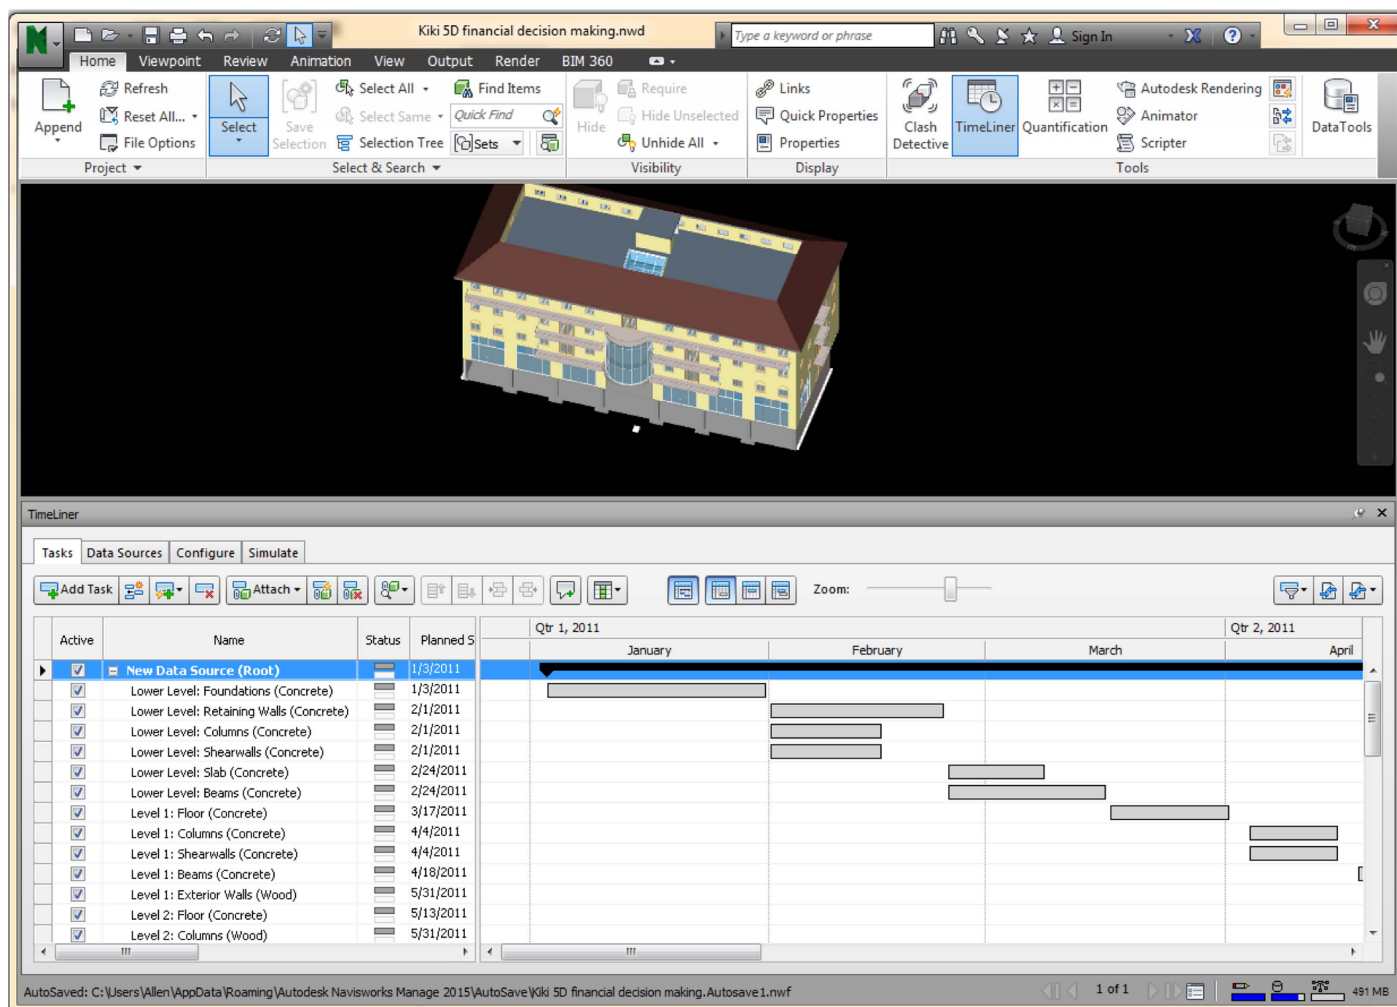 Kiki 5D financial decision making.nwd
Type a keyword or phrase
Sign In
Home Viewpoint Review Animation View Output Render BIM 360
Append
Refresh
Reset All...
File Options
Project
Select
Save Selection
Select All
Select Same
Selection Tree
Find Items
Quick Find
Sets
Select & Search
Hide
Require
Hide Unselected
Unhide All
Visibility
Links
Quick Properties
Properties
Display
Clash Detective
TimeLiner
Quantification
Autodesk Rendering
Animator
Scripter
DataTools
Tools
TimeLiner
Tasks Data Sources Configure Simulate
Add Task Attach Zoom:
Active Name Status Planned S
Qtr 1, 2011 Qtr 2, 2011
January February March April
New Data Source (Root) 1/3/2011
Lower Level: Foundations (Concrete) 1/3/2011
Lower Level: Retaining Walls (Concrete) 2/1/2011
Lower Level: Columns (Concrete) 2/1/2011
Lower Level: Shearwalls (Concrete) 2/1/2011
Lower Level: Slab (Concrete) 2/24/2011
Lower Level: Beams (Concrete) 2/24/2011
Level 1: Floor (Concrete) 3/17/2011
Level 1: Columns (Concrete) 4/4/2011
Level 1: Shearwalls (Concrete) 4/4/2011
Level 1: Beams (Concrete) 4/18/2011
Level 1: Exterior Walls (Wood) 5/31/2011
Level 2: Floor (Concrete) 5/13/2011
Level 2: Columns (Wood) 5/31/2011
AutoSaved: C:\Users\Allen\AppData\Roaming\Autodesk Navisworks Manage 2015\AutoSave\Kiki 5D financial decision making.Autosave1.nwf
1 of 1
491 MB